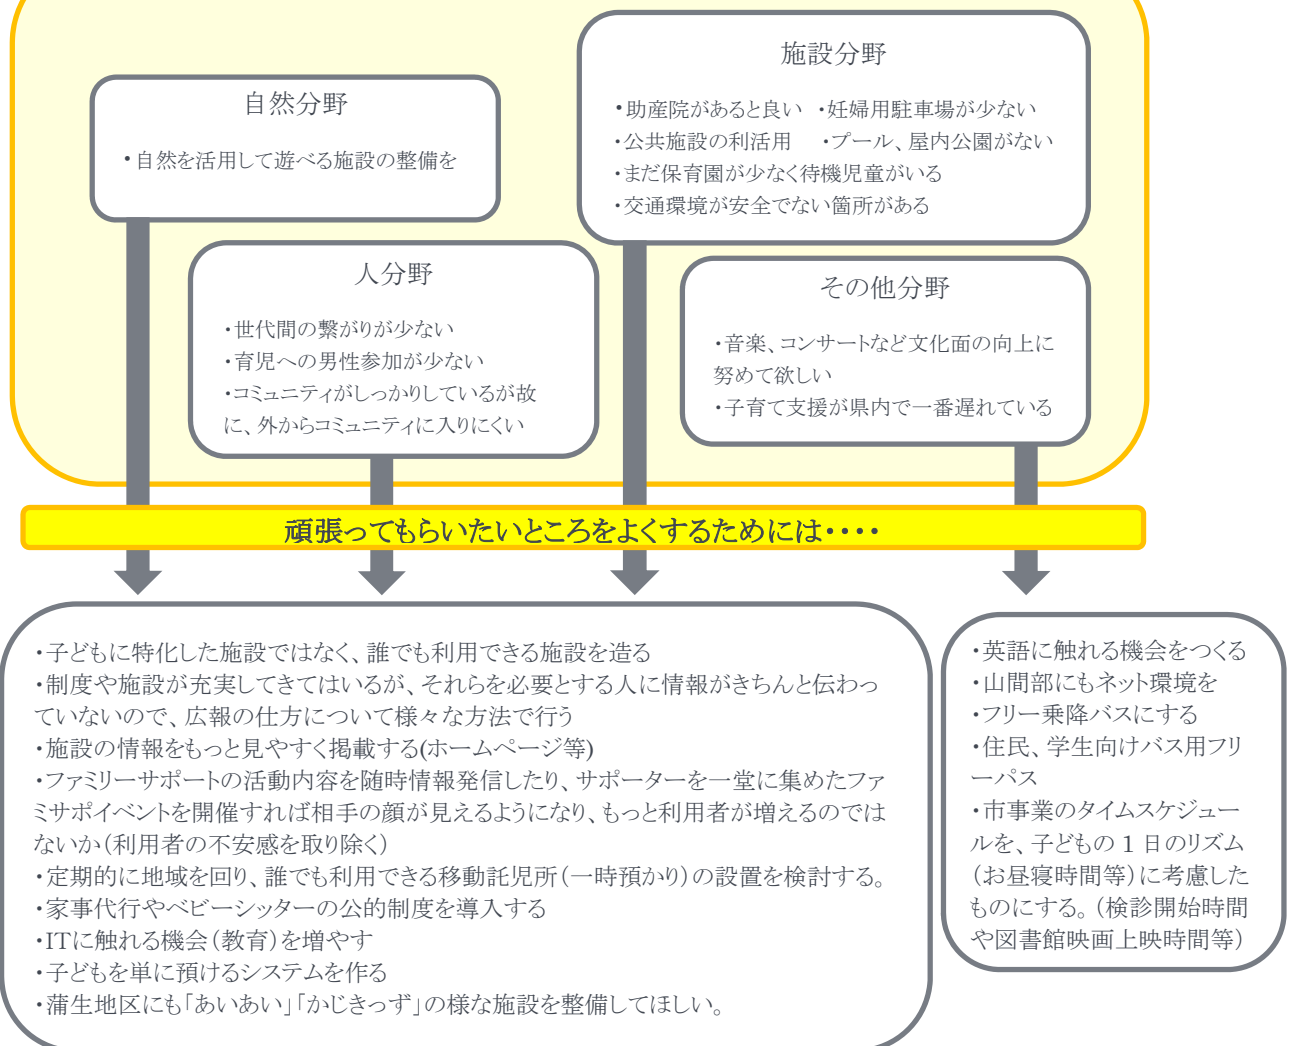 自然分野
・自然を活用して遊べる施設の整備を
施設分野
・助産院があると良い ・妊婦用駐車場が少ない
・公共施設の利活用 ・プール、屋内公園がない
・まだ保育園が少なく待機児童がいる
・交通環境が安全でない箇所がある
人分野
・世代間の繋がりが少ない
・育児への男性参加が少ない
・コミュニティがしっかりしているが故
に、外からコミュニティに入りにくい
その他分野
・音楽、コンサートなど文化面の向上に
努めて欲しい
・子育て支援が県内で一番遅れている
頑張ってもらいたいところをよくするためには・・・・
・子どもに特化した施設ではなく、誰でも利用できる施設を造る
・制度や施設が充実してきてはいるが、それらを必要とする人に情報がきちんと伝わっ
ていないので、広報の仕方について様々な方法で行う
・施設の情報をもっと見やすく掲載する(ホームページ等)
・ファミリーサポートの活動内容を随時情報発信したり、サポーターを一堂に集めたファ
ミサポイベントを開催すれば相手の顔が見えるようになり、もっと利用者が増えるのでは
ないか(利用者の不安感を取り除く)
・定期的に地域を回り、誰でも利用できる移動託児所(一時預かり)の設置を検討する。
・家事代行やベビーシッターの公的制度を導入する
・ITに触れる機会(教育)を増やす
・子どもを単に預けるシステムを作る
・蒲生地区にも「あいあい」「かじきっず」の様な施設を整備してほしい。
・英語に触れる機会をつくる
・山間部にもネット環境を
・フリー乗降バスにする
・住民、学生向けバス用フリ
ーパス
・市事業のタイムスケジュー
ルを、子どもの 1 日のリズム
(お昼寝時間等)に考慮した
ものにする。(検診開始時間
や図書館映画上映時間等)